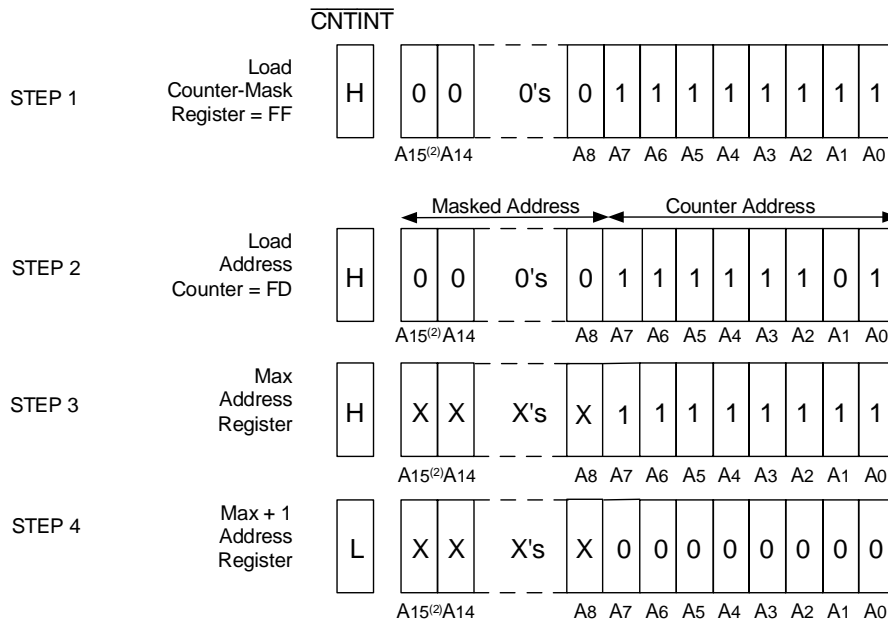 CNTINT
STEP 1
Load
Counter-Mask
Register = FF
H 0 0 0's 0 1 1 1 1 1 1 1 1
A15(2)A14 A8 A7 A6 A5 A4 A3 A2 A1 A0
Masked Address Counter Address
STEP 2
Load
Address
Counter = FD
H 0 0 0's 0 1 1 1 1 1 1 0 1
A15(2)A14 A8 A7 A6 A5 A4 A3 A2 A1 A0
STEP 3
Max
Address
Register
H X X X's X 1 1 1 1 1 1 1 1
A15(2)A14 A8 A7 A6 A5 A4 A3 A2 A1 A0
STEP 4
Max + 1
Address
Register
L X X X's X 0 0 0 0 0 0 0 0
A15(2)A14 A8 A7 A6 A5 A4 A3 A2 A1 A0